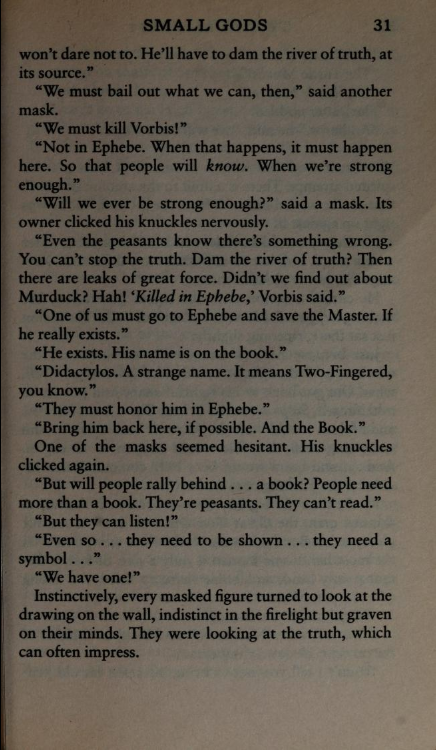 SMALL GODS 31
won't dare not to. He'll have to dam the river of truth, at
its source."
"We must bail out what we can, then," said another
mask.
"We must kill Vorbis!"
"Not in Ephebe. When that happens, it must happen
here. So that people will know. When we're strong
enough."
"Will we ever be strong enough?" said a mask. Its
owner clicked his knuckles nervously.
"Even the peasants know there's something wrong.
You can't stop the truth. Dam the river of truth? Then
there are leaks of great force. Didn't we find out about
Murduck? Hah! 'Killed in Ephebe,' Vorbis said."
"One of us must go to Ephebe and save the Master. If
he really exists."
"He exists. His name is on the book."
"Didactylos. A strange name. It means Two-Fingered,
you know."
"They must honor him in Ephebe."
"Bring him back here, if possible. And the Book."
One of the masks seemed hesitant. His knuckles
clicked again.
"But will people rally behind . . . a book? People need
more than a book. They're peasants. They can't read."
"But they can listen!"
"Even so . . . they need to be shown . . . they need a
symbol . . ."
"We have one!"
Instinctively, every masked figure turned to look at the
drawing on the wall, indistinct in the firelight but graven
on their minds. They were looking at the truth, which
can often impress.